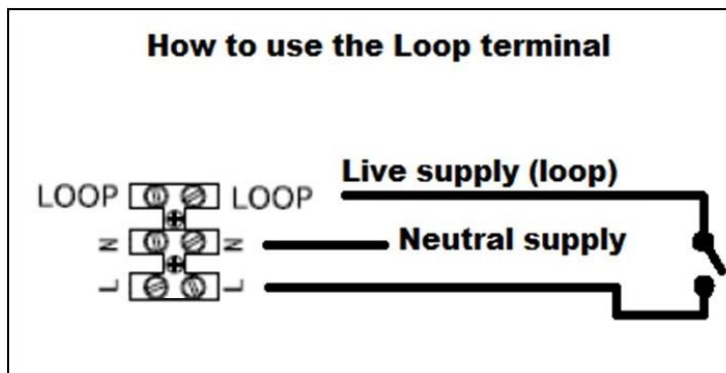 How to use the Loop terminal
Live supply (loop)
LOOP LOOP
N N Neutral supply
L L